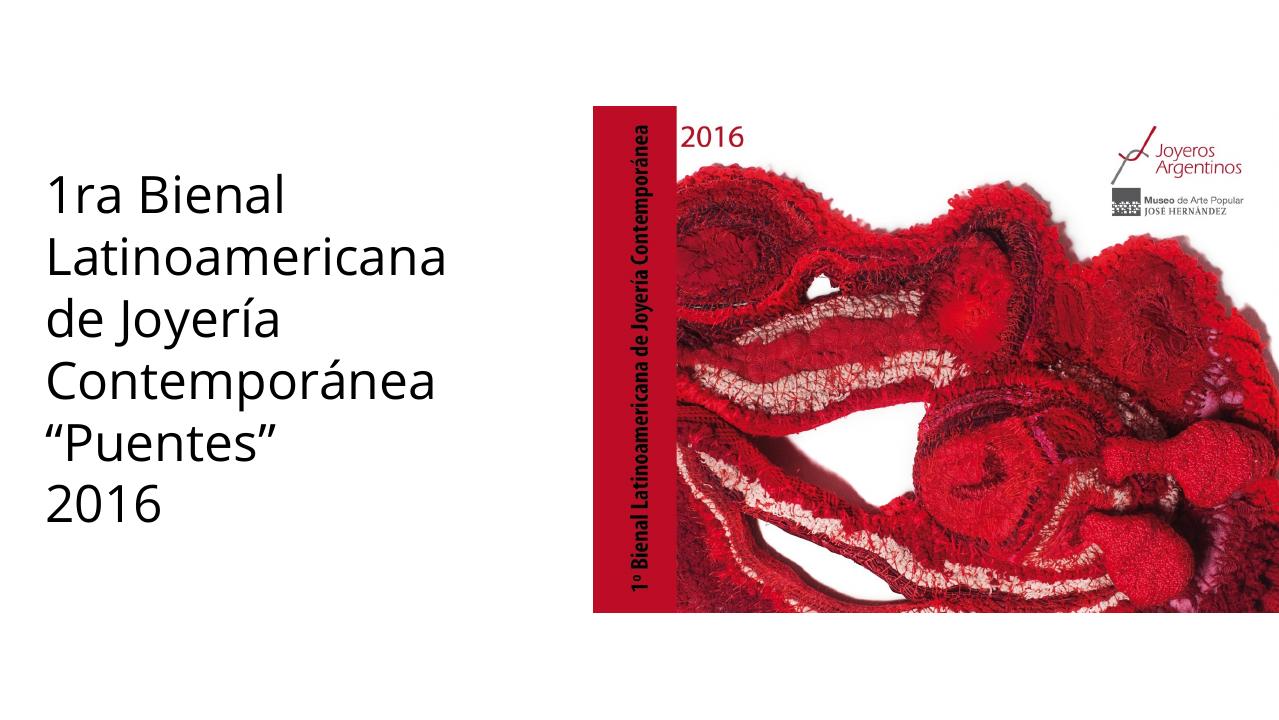 1ra Bienal
Latinoamericana
de Joyería
Contemporánea
“Puentes”
2016
1º Bienal Latinoamericana de Joyería Contemporánea
2016
Joyeros
Argentinos
Museo de Arte Popular
JOSÉ HERNÁNDEZ